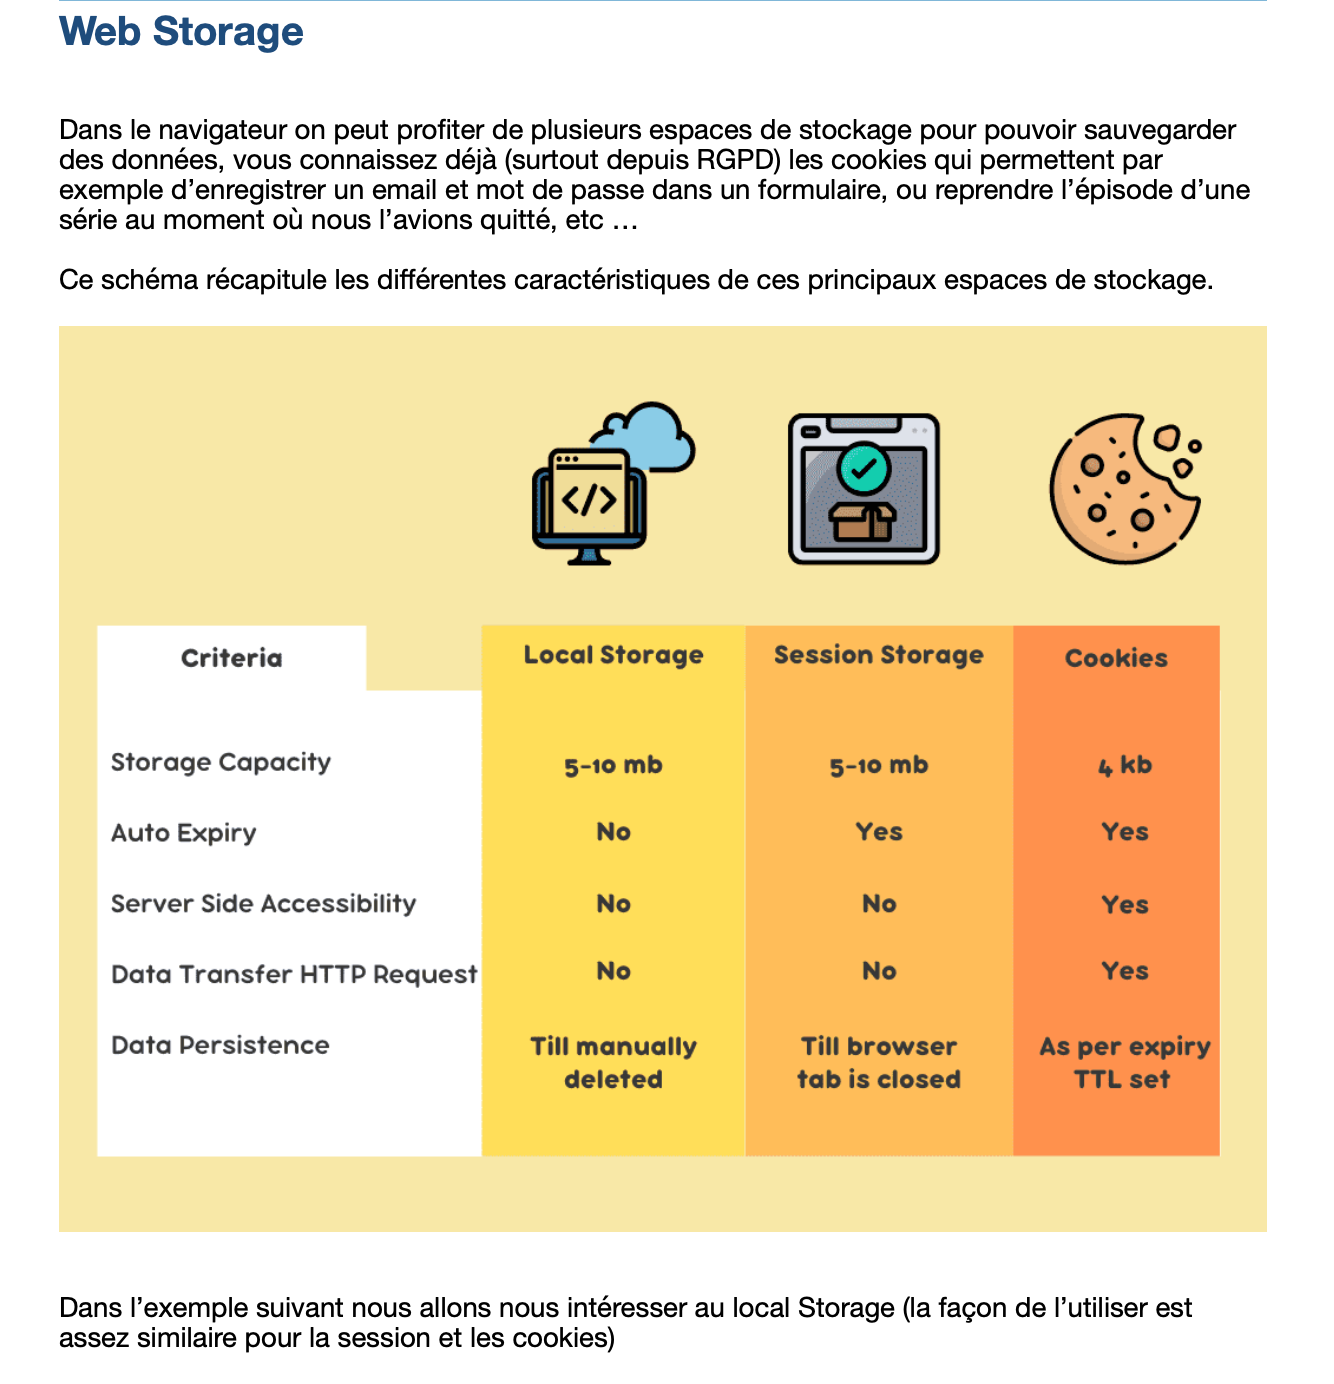 Web Storage
Dans le navigateur on peut profiter de plusieurs espaces de stockage pour pouvoir sauvegarder
des données, vous connaissez déjà (surtout depuis RGPD) les cookies qui permettent par
exemple d’enregistrer un email et mot de passe dans un formulaire, ou reprendre l’épisode d’une
série au moment où nous l’avions quitté, etc …
Ce schéma récapitule les différentes caractéristiques de ces principaux espaces de stockage.
</>
Criteria Local Storage Session Storage Cookies
Storage Capacity 5-10 mb 5-10 mb 4 kb
Auto Expiry No Yes Yes
Server Side Accessibility No No Yes
Data Transfer HTTP Request No No Yes
Data Persistence Till manually Till browser As per expiry
deleted tab is closed TTL set
Dans l’exemple suivant nous allons nous intéresser au local Storage (la façon de l’utiliser est
assez similaire pour la session et les cookies)